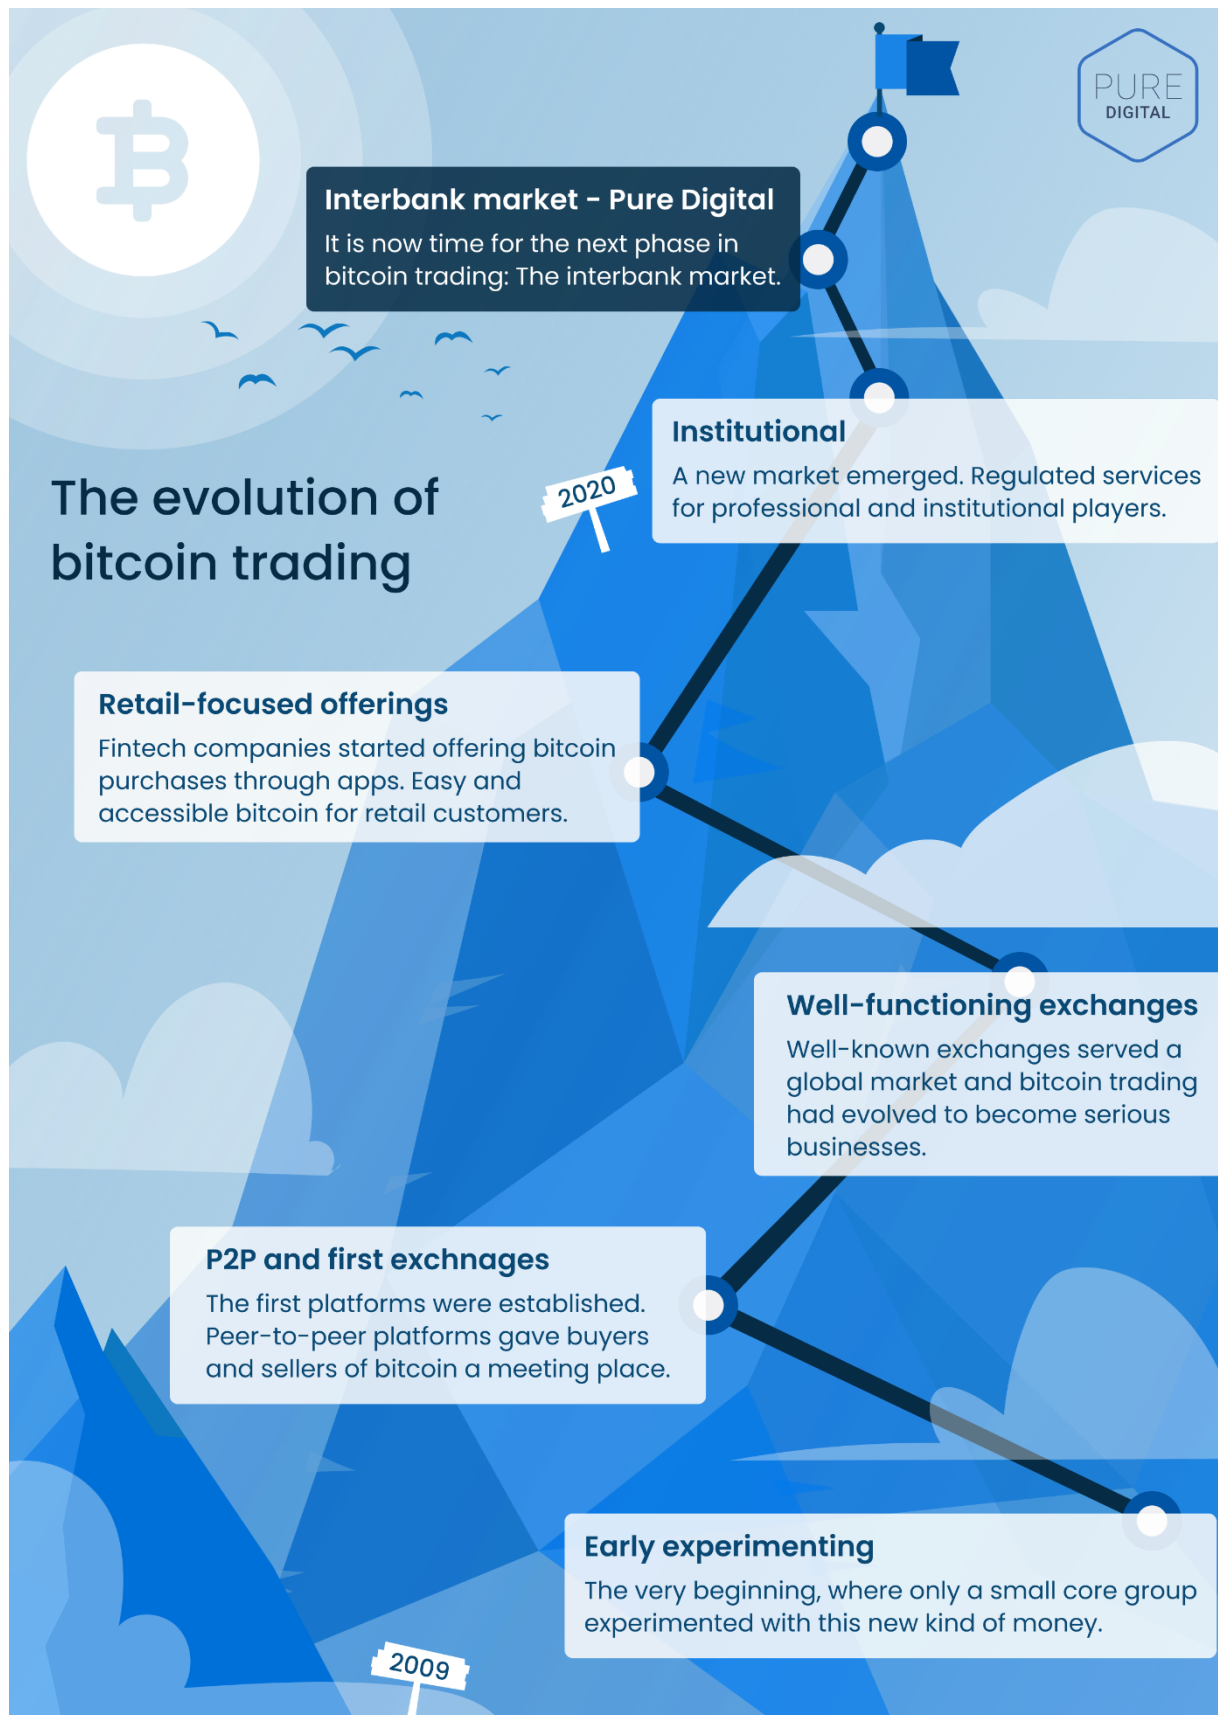 PURE
DIGITAL
Interbank market - Pure Digital
It is now time for the next phase in
bitcoin trading: The interbank market.
Institutional
A new market emerged. Regulated services
for professional and institutional players.
2020
The evolution of
bitcoin trading
Retail-focused offerings
Fintech companies started offering bitcoin
purchases through apps. Easy and
accessible bitcoin for retail customers.
Well-functioning exchanges
Well-known exchanges served a
global market and bitcoin trading
had evolved to become serious
businesses.
P2P and first exchnages
The first platforms were established.
Peer-to-peer platforms gave buyers
and sellers of bitcoin a meeting place.
Early experimenting
The very beginning, where only a small core group
experimented with this new kind of money.
2009